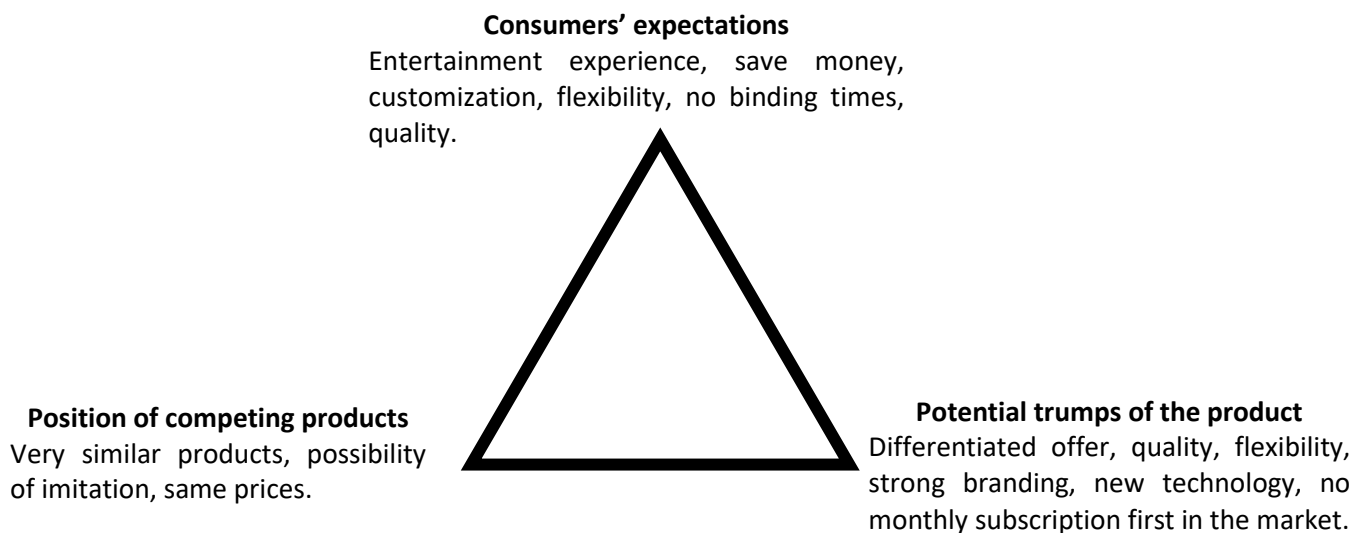 Consumers’ expectations
Entertainment experience, save money,
customization, flexibility, no binding times,
quality.
Position of competing products
Very similar products, possibility
of imitation, same prices.
Potential trumps of the product
Differentiated offer, quality, flexibility,
strong branding, new technology, no
monthly subscription first in the market.